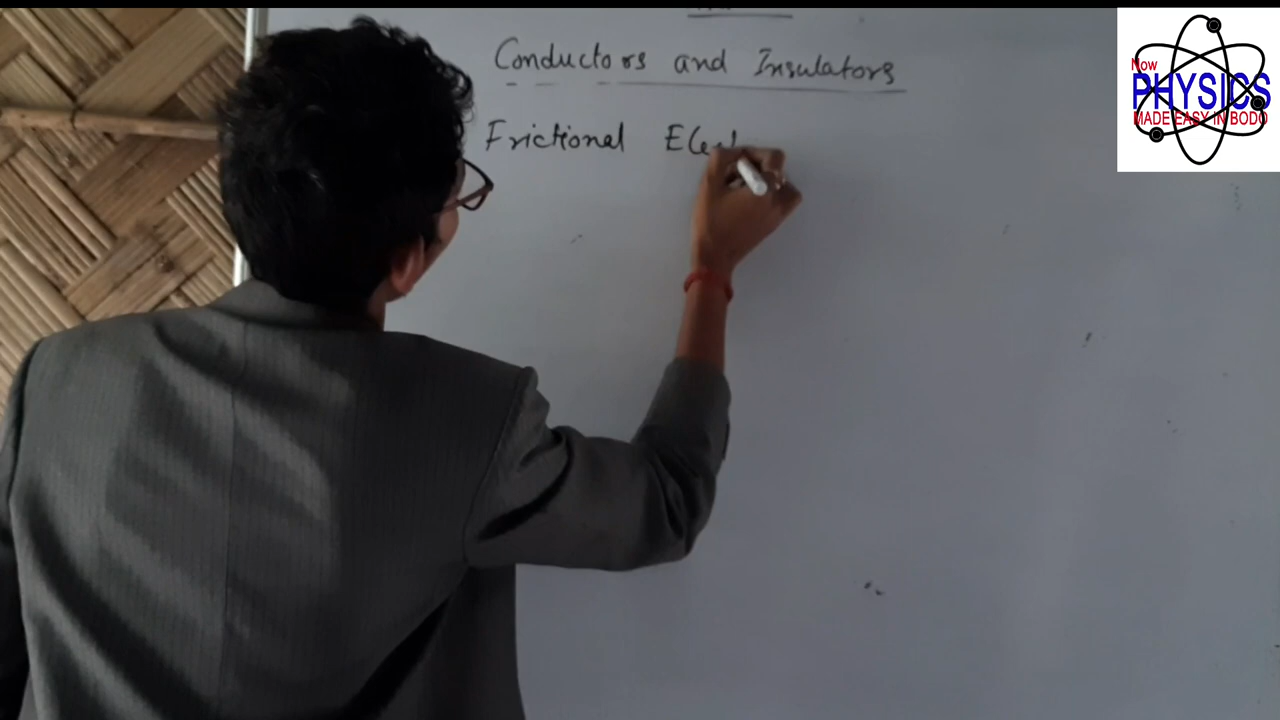 Conductors and Insulators
Frictional
Now
PHYSICS
MADE EASY IN BODO